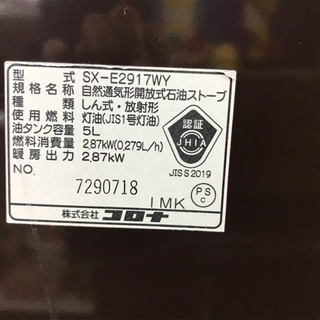 型 式 SX-E2917WY
規格名称 自然通気形開放式石油ストーブ
種 類 しん式・放射形
使用燃料 灯油(JIS1号灯油)
油タンク容量 5L
燃料消費量 2.87kW(0.279L/h)
暖房出力 2.87kW
認証
JHIA
JIS S 2019
NO.
7290718
IMK
PS
C
株式会社 コロナ